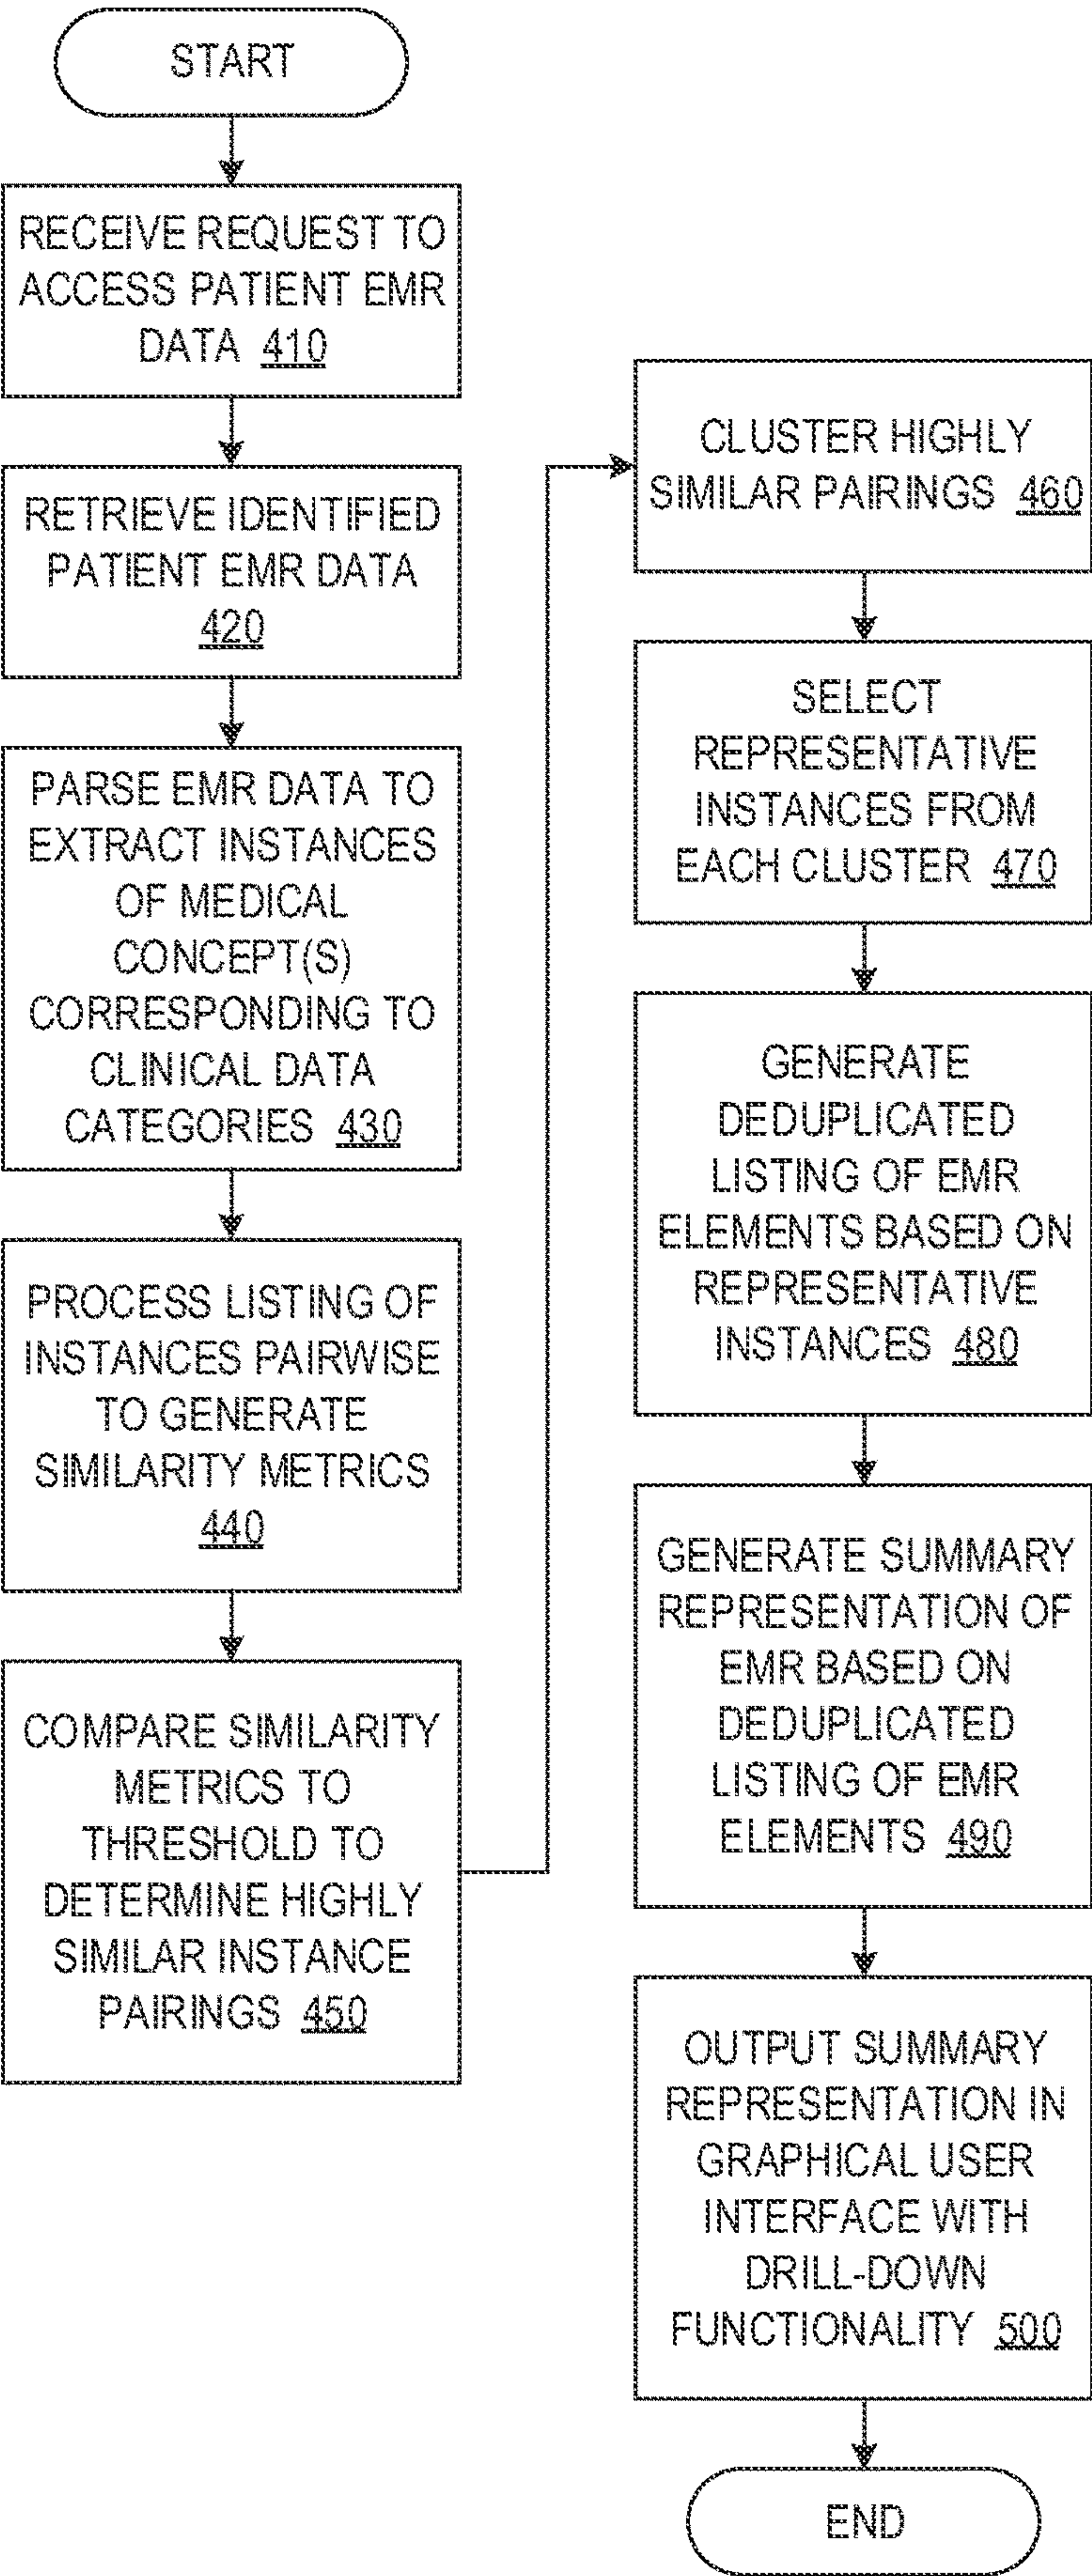 START
RECEIVE REQUEST TO
ACCESS PATIENT EMR
DATA 410
RETRIEVE IDENTIFIED
PATIENT EMR DATA
420
PARSE EMR DATA TO
EXTRACT INSTANCES
OF MEDICAL
CONCEPT(S)
CORRESPONDING TO
CLINICAL DATA
CATEGORIES 430
PROCESS LISTING OF
INSTANCES PAIRWISE
TO GENERATE
SIMILARITY METRICS
440
COMPARE SIMILARITY
METRICS TO
THRESHOLD TO
DETERMINE HIGHLY
SIMILAR INSTANCE
PAIRINGS 450
CLUSTER HIGHLY
SIMILAR PAIRINGS 460
SELECT
REPRESENTATIVE
INSTANCES FROM
EACH CLUSTER 470
GENERATE
DEDUPLICATED
LISTING OF EMR
ELEMENTS BASED ON
REPRESENTATIVE
INSTANCES 480
GENERATE SUMMARY
REPRESENTATION OF
EMR BASED ON
DEDUPLICATED
LISTING OF EMR
ELEMENTS 490
OUTPUT SUMMARY
REPRESENTATION IN
GRAPHICAL USER
INTERFACE WITH
DRILL-DOWN
FUNCTIONALITY 500
END